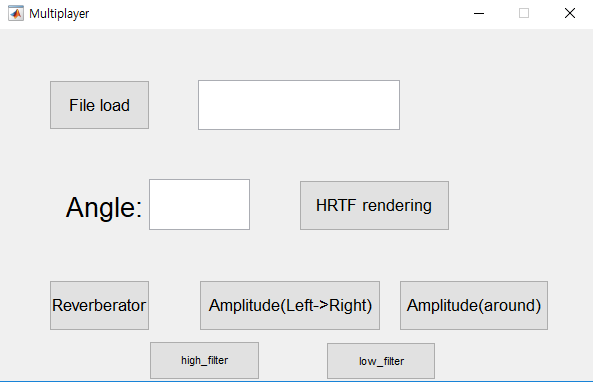 Multiplayer
File load
Angle:
HRTF rendering
Reverberator
Amplitude(Left->Right)
Amplitude(around)
high_filter
low_filter